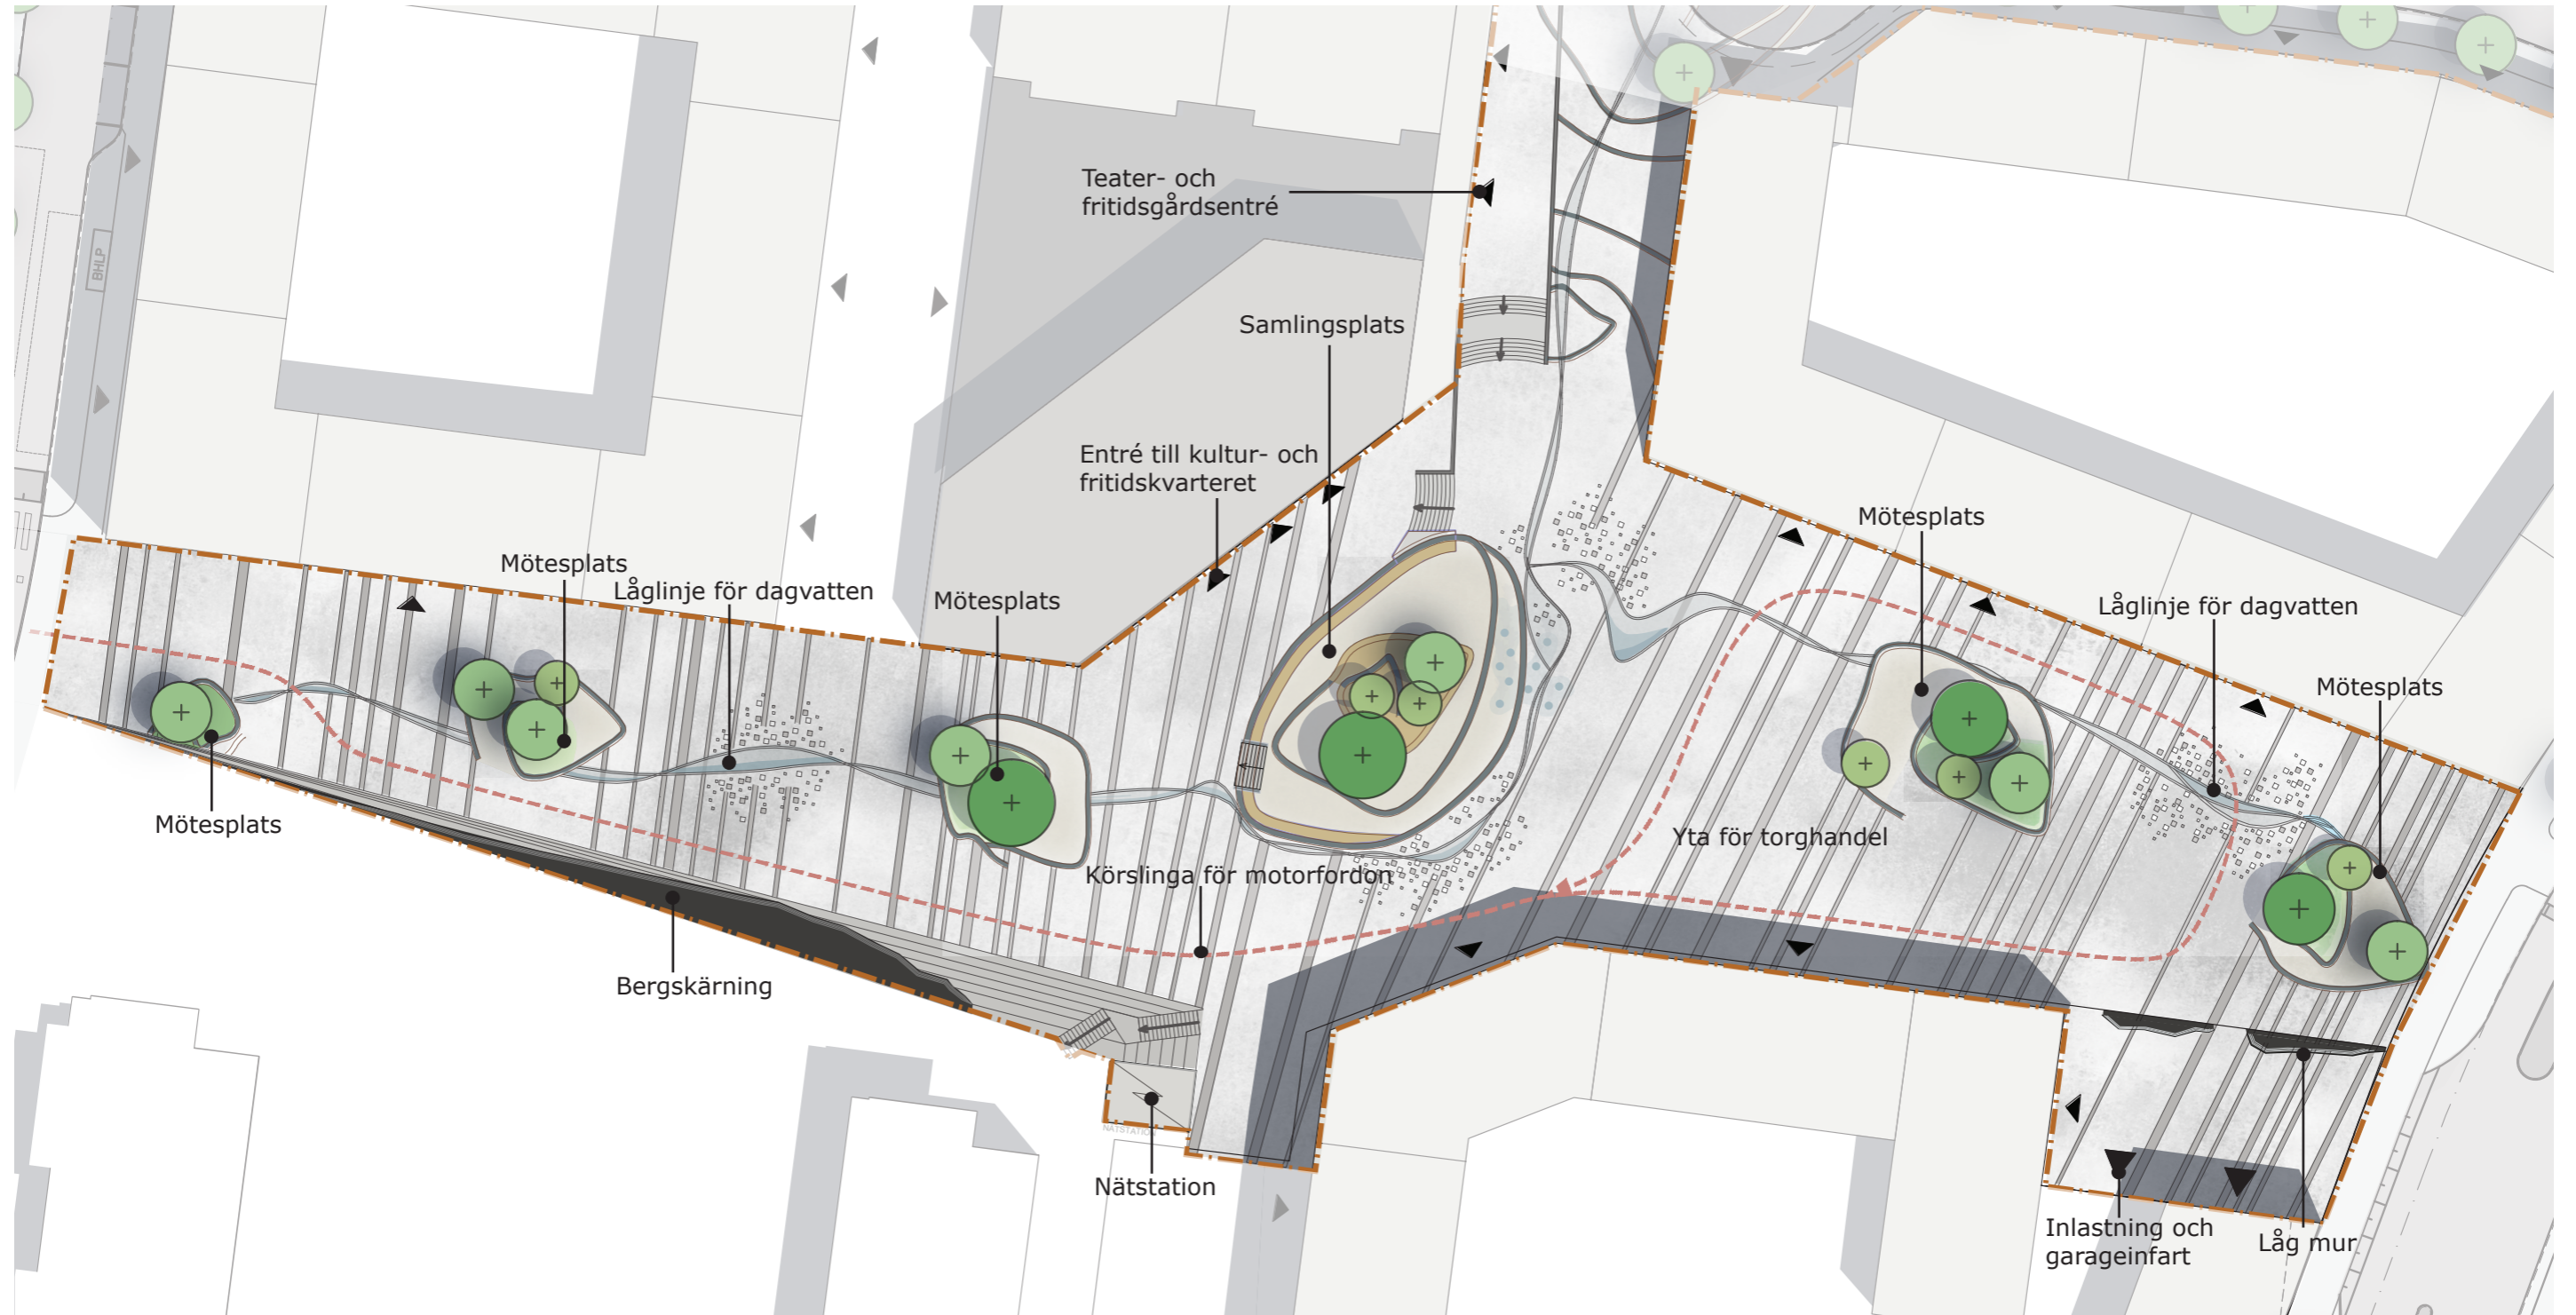 Teater- och
fritidsgårdsentré
BHLP
Samlingsplats
Entré till kultur- och
fritidskvarteret
Mötesplats
Mötesplats
Låglinje för dagvatten
Mötesplats
Låglinje för dagvatten
Mötesplats
Mötesplats
Yta för torghandel
Körslinga för motorfordon
Bergskärning
NÄTSTATION
Nätstation
Inlastning och
garageinfart
Låg mur